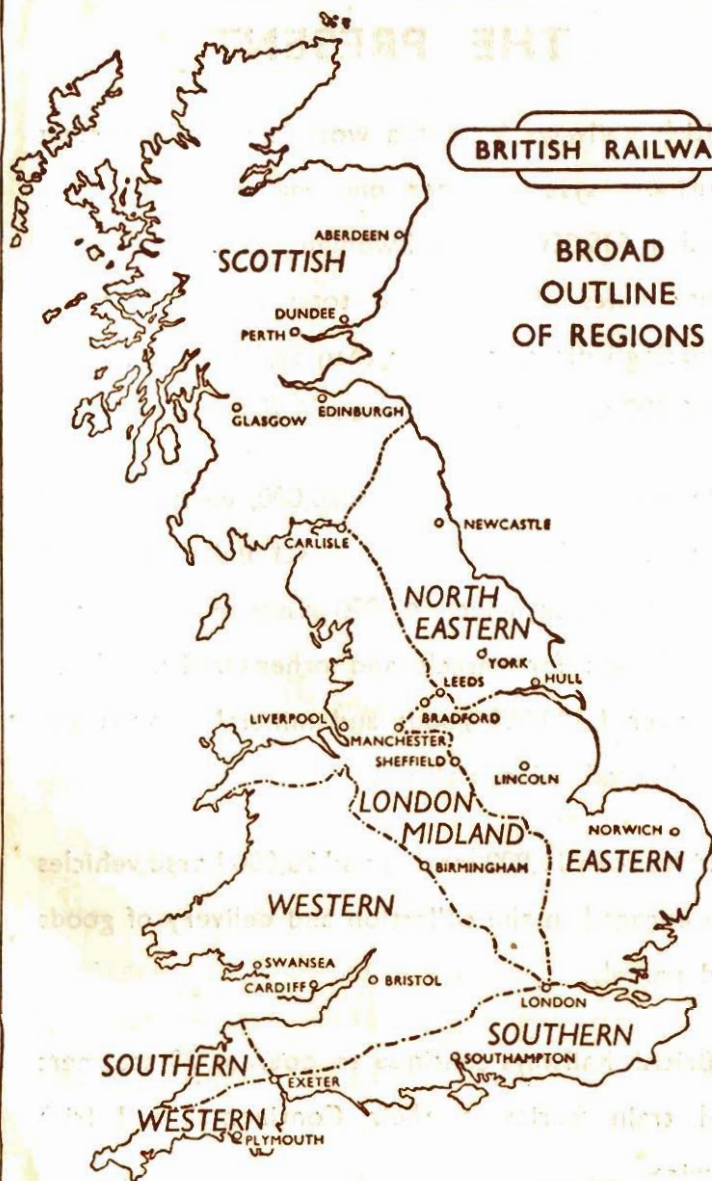 BRITISH RAILWA
BROAD
OUTLINE
OF REGIONS
ABERDEEN
SCOTTISH
DUNDEE
PERTH
EDINBURGH
GLASGOW
NEWCASTLE
CARLISLE
NORTH
EASTERN
YORK
LEEDS
HULL
BRADFORD
LIVERPOOL
MANCHESTER
SHEFFIELD
LINCOLN
LONDON
MIDLAND
NORWICH
EASTERN
BIRMINGHAM
WESTERN
SWANSEA
CARDIFF
BRISTOL
LONDON
SOUTHERN
SOUTHAMPTON
SOUTHERN
EXETER
WESTERN
PLYMOUTH